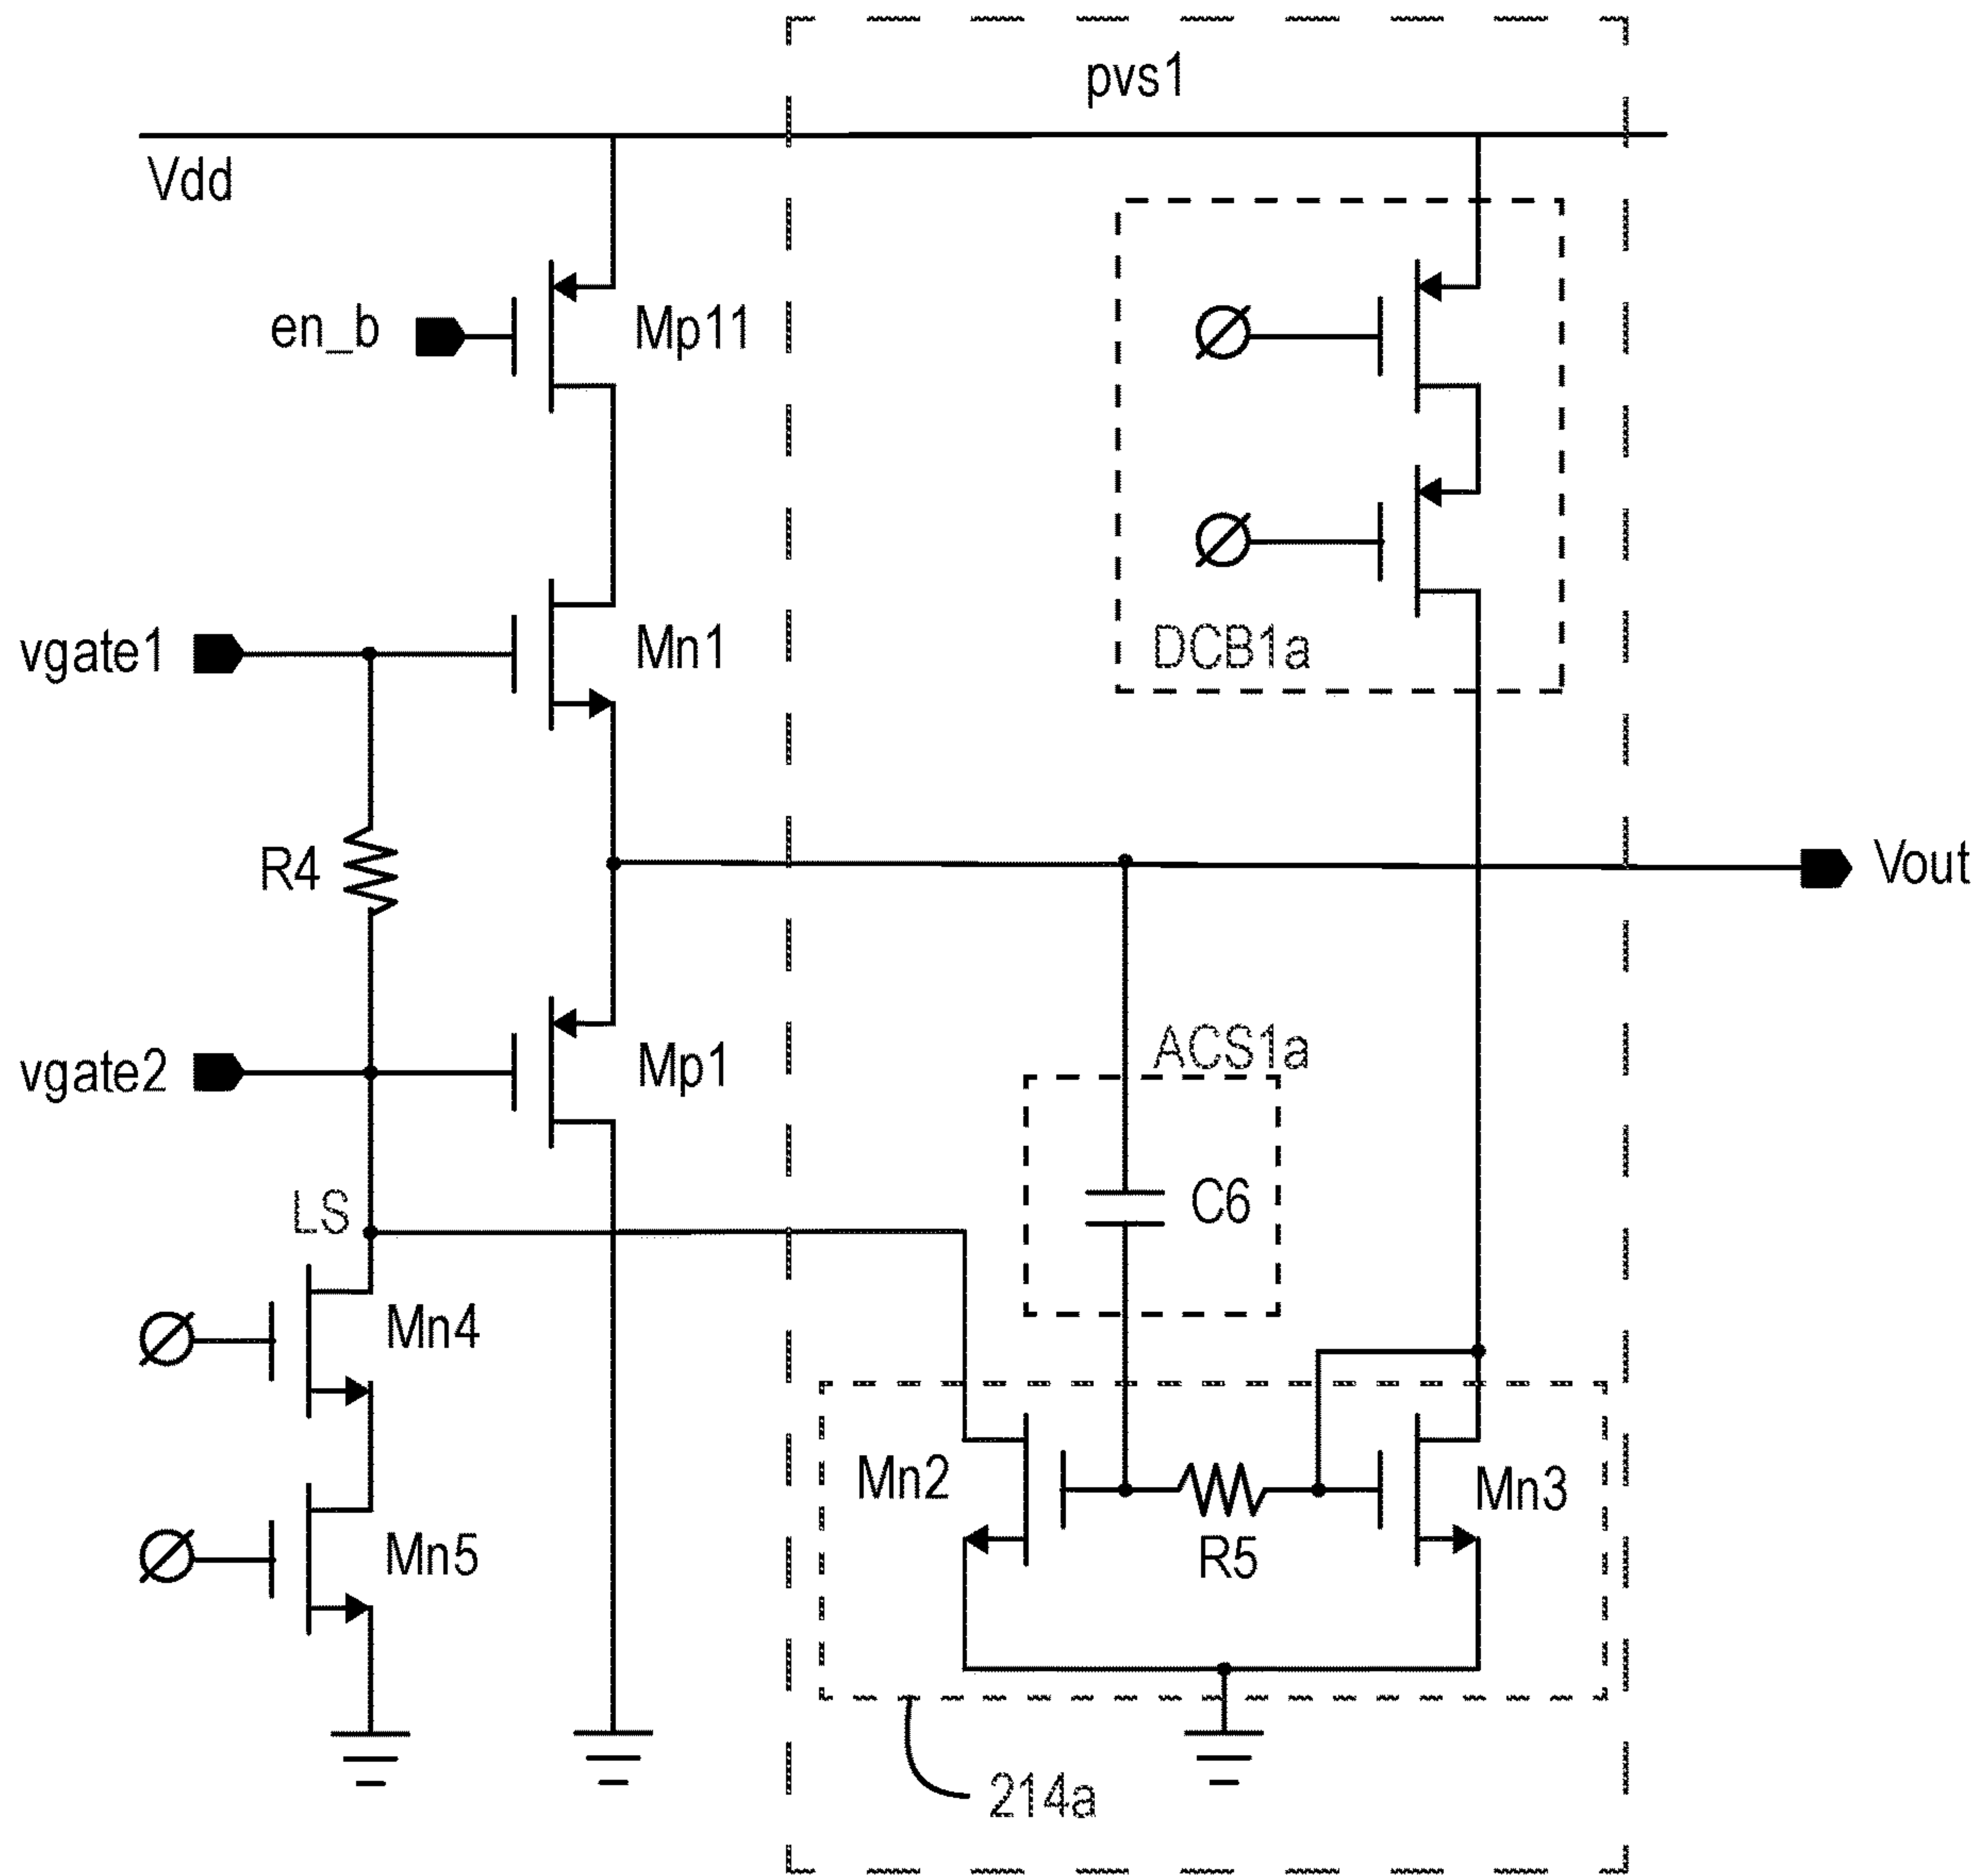 pvs1
Vdd
en_b
Mp11
vgate1
Mn1
DCB1a
R4
Vout
vgate2
Mp1
ACS1a
LS
C6
Mn4
Mn2
Mn3
Mn5
R5
214a